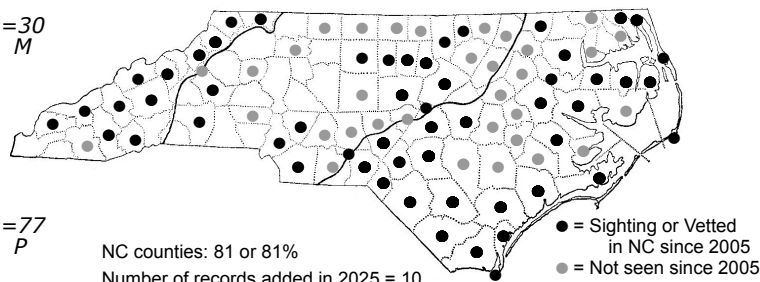 =30
M
=77
P
NC counties: 81 or 81%
Number of records added in 2025 = 10
= Sighting or Vetted
in NC since 2005
= Not seen since 2005